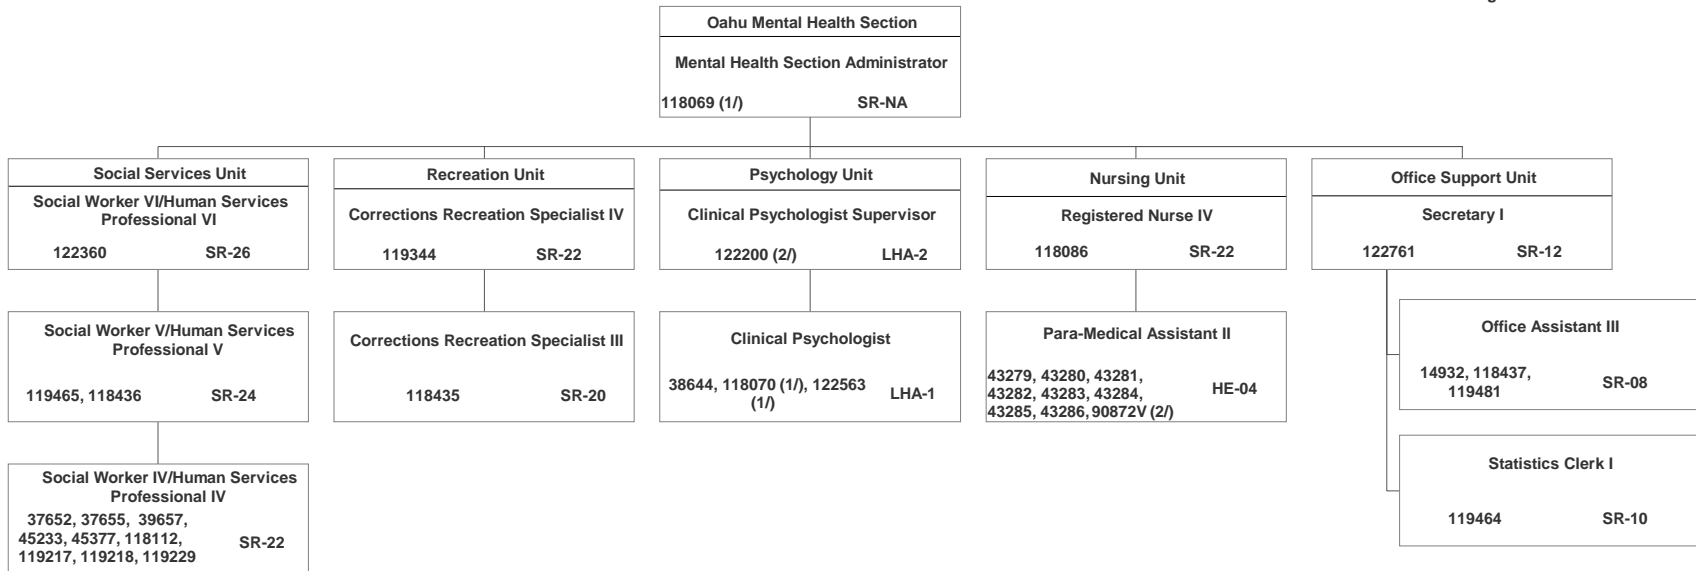 Oahu Mental Health Section
Mental Health Section Administrator
118069 (1/) SR-NA
Social Services Unit
Social Worker VI/Human Services
Professional VI
122360 SR-26
Recreation Unit
Corrections Recreation Specialist IV
119344 SR-22
Psychology Unit
Clinical Psychologist Supervisor
122200 (2/) LHA-2
Nursing Unit
Registered Nurse IV
118086 SR-22
Office Support Unit
Secretary I
122761 SR-12
Social Worker V/Human Services
Professional V
119465, 118436 SR-24
Corrections Recreation Specialist III
118435 SR-20
Clinical Psychologist
38644, 118070 (1/), 122563
(1/)
LHA-1
Para-Medical Assistant II
43279, 43280, 43281,
43282, 43283, 43284,
43285, 43286, 90872V (2/)
HE-04
Office Assistant III
14932, 118437,
119481
SR-08
Statistics Clerk I
119464 SR-10
Social Worker IV/Human Services
Professional IV
37652, 37655, 39657,
45233, 45377, 118112,
119217, 119218, 119229
SR-22